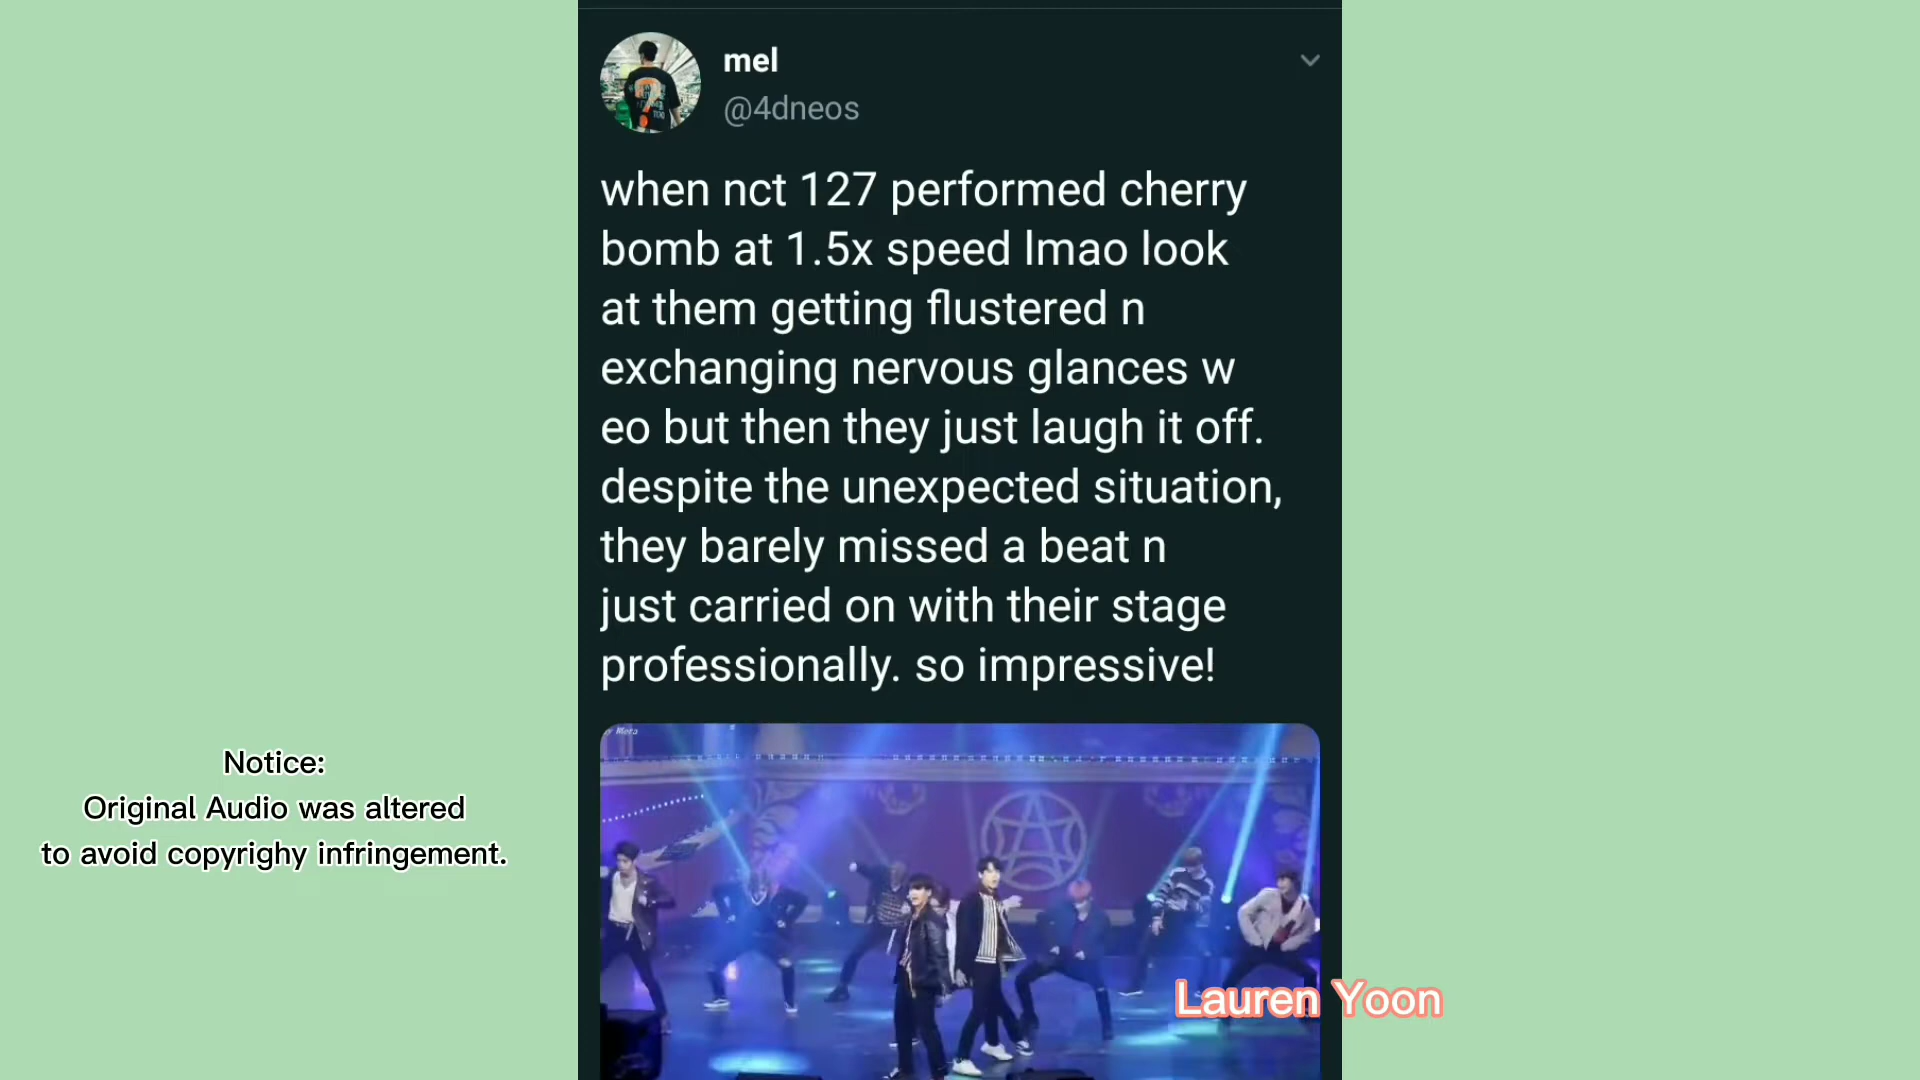 mel
@4dneos
when nct 127 performed cherry
bomb at 1.5x speed lmao look
at them getting flustered n
exchanging nervous glances w
eo but then they just laugh it off.
despite the unexpected situation,
they barely missed a beat n
just carried on with their stage
professionally. so impressive!
Notice:
Original Audio was altered
to avoid copyrighy infringement.
Lauren Yoon